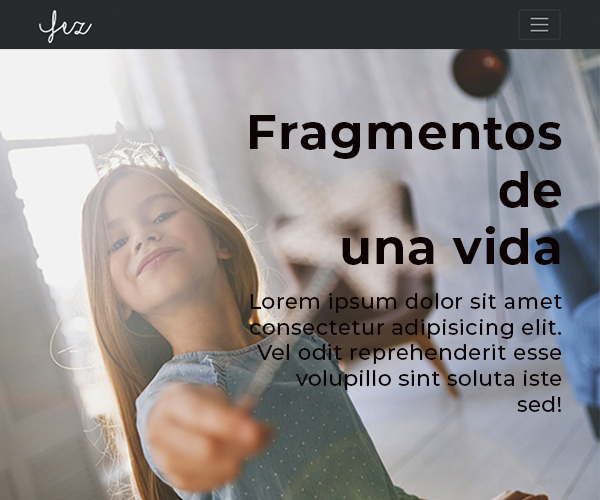 fez
Fragmentos
de
una vida
Lorem ipsum dolor sit amet
consectetur adipisicing elit.
Vel odit reprehenderit esse
volupillo sint soluta iste
sed!